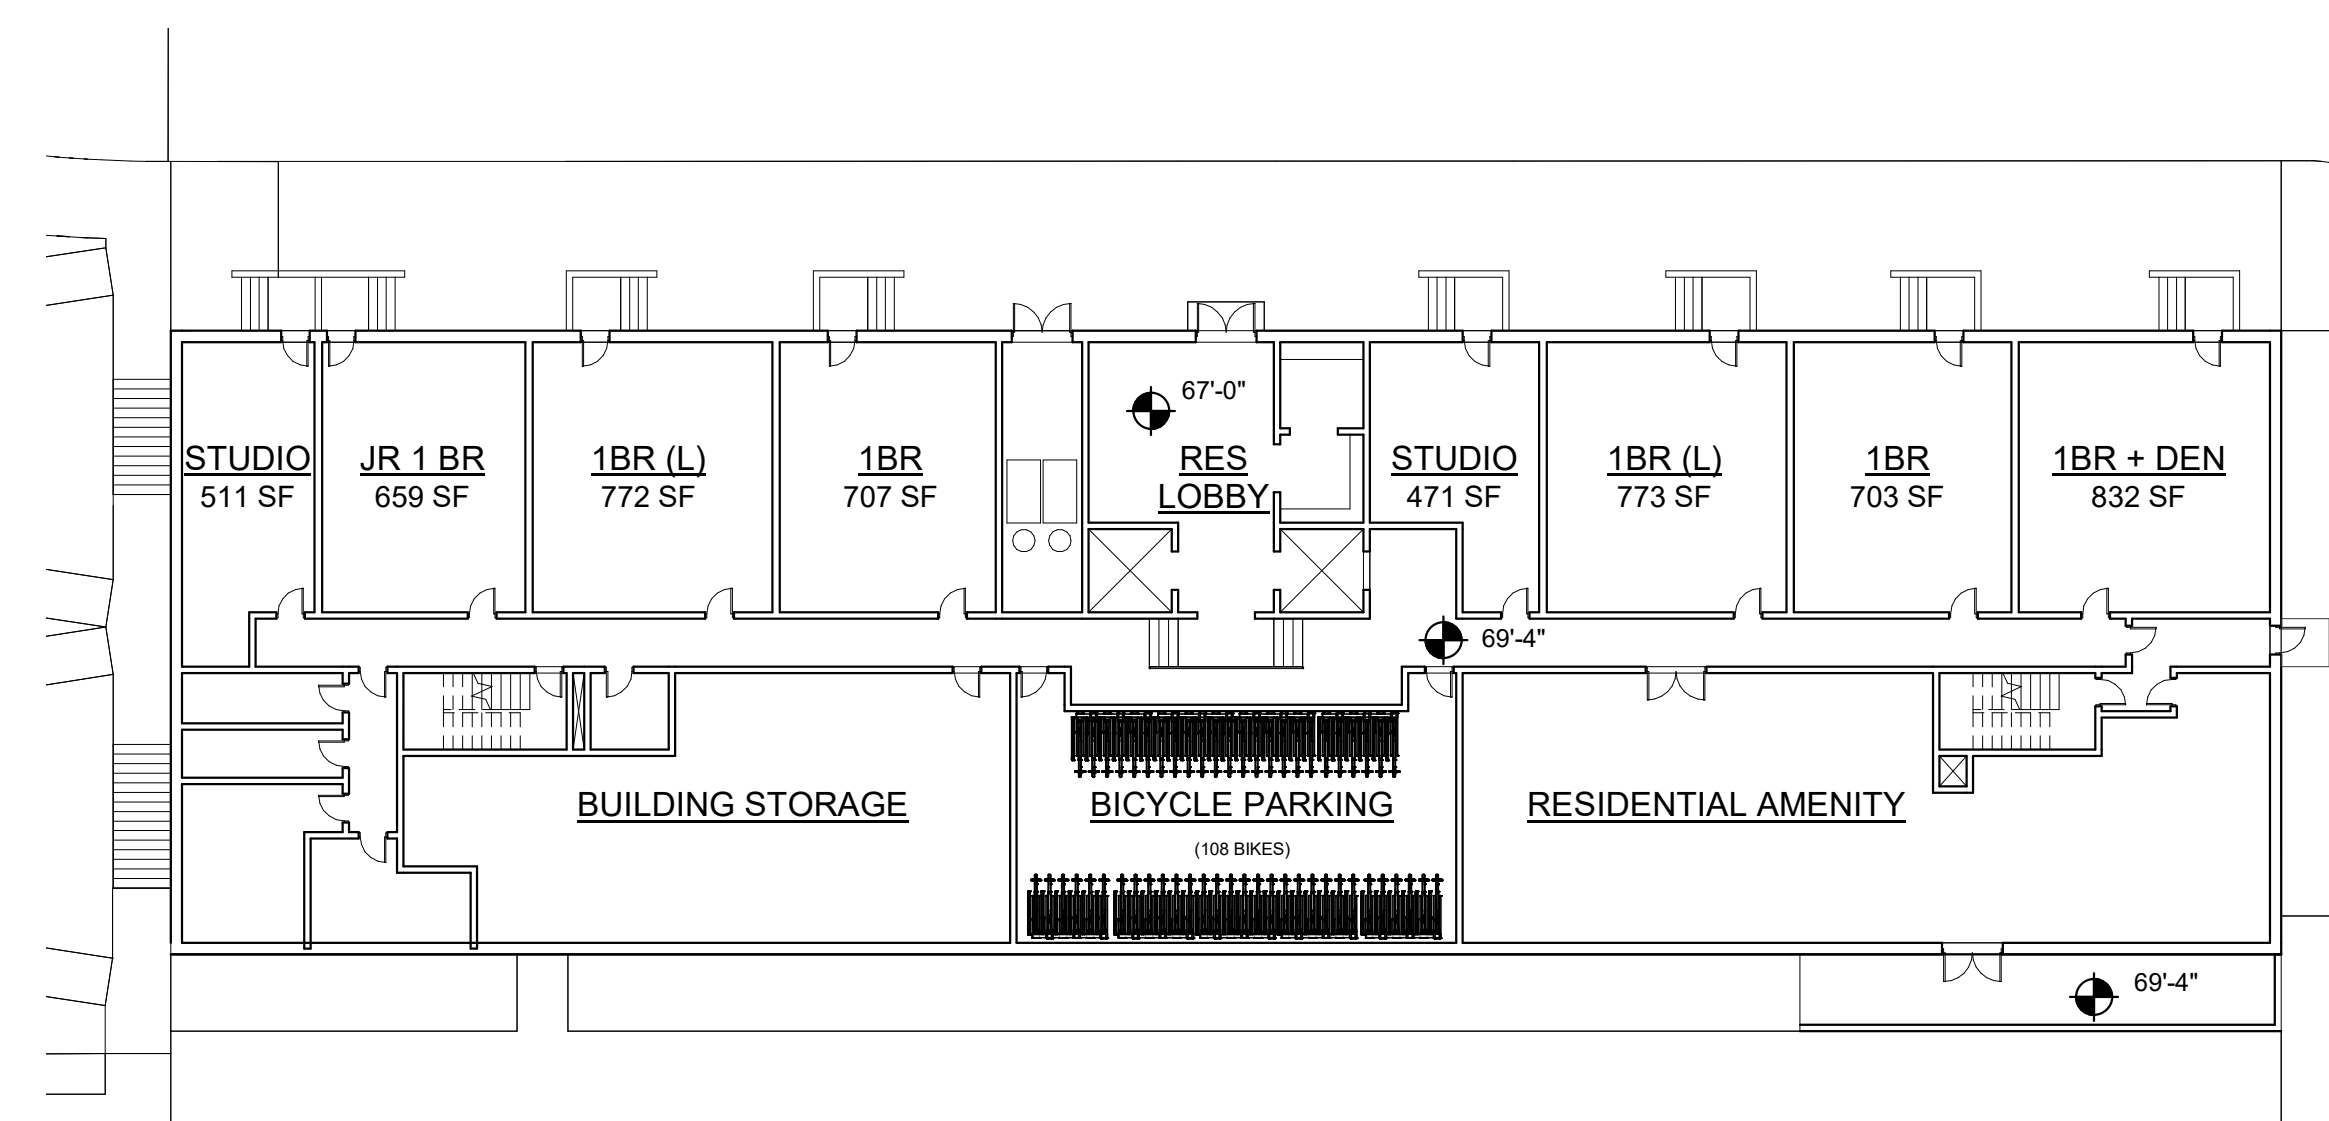 67'-0"
STUDIO
511 SF
JR 1 BR
659 SF
1BR (L)
772 SF
1BR
707 SF
RES
LOBBY
STUDIO
471 SF
1BR (L)
773 SF
1BR
703 SF
1BR + DEN
832 SF
69'-4"
BUILDING STORAGE
BICYCLE PARKING
(108 BIKES)
RESIDENTIAL AMENITY
69'-4"